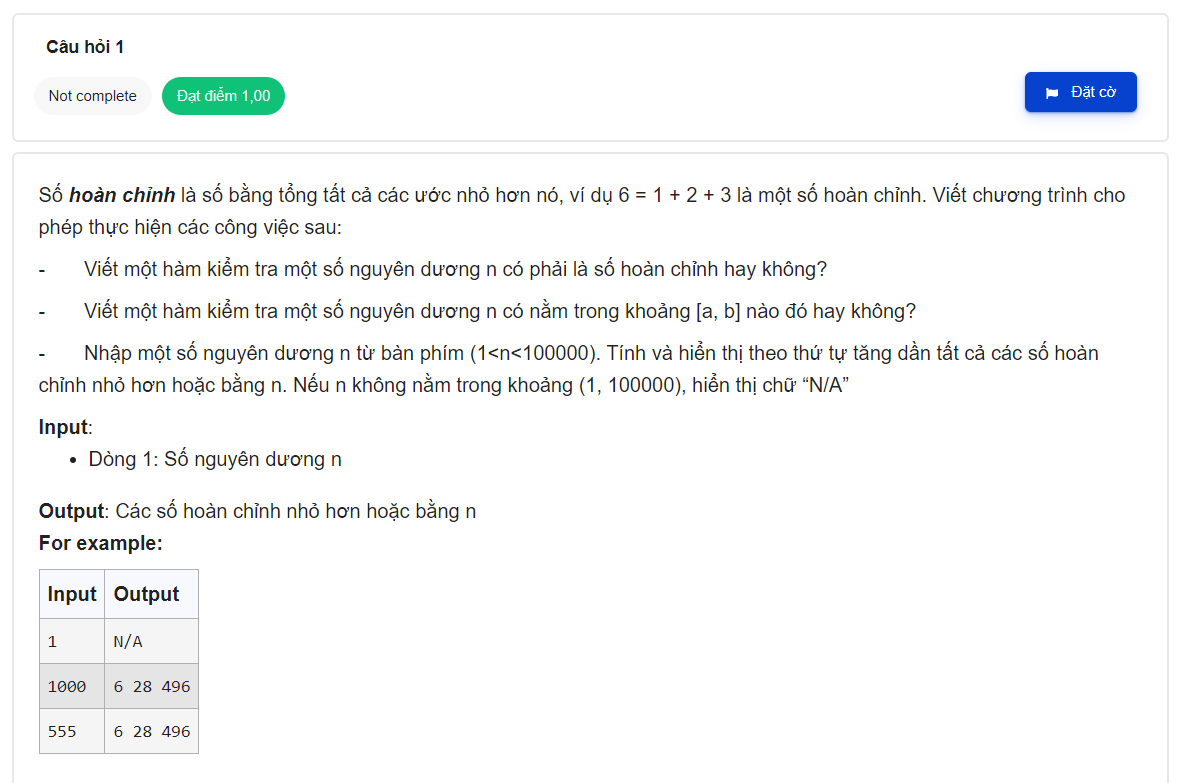 Câu hỏi 1
Not complete
Đạt điểm 1,00
Đặt cờ
Số hoàn chỉnh là số bằng tổng tất cả các ước nhỏ hơn nó, ví dụ 6 = 1 + 2 + 3 là một số hoàn chỉnh. Viết chương trình cho
phép thực hiện các công việc sau:
- Viết một hàm kiểm tra một số nguyên dương n có phải là số hoàn chỉnh hay không?
- Viết một hàm kiểm tra một số nguyên dương n có nằm trong khoảng [a, b] nào đó hay không?
- Nhập một số nguyên dương n từ bàn phím (1<n<100000). Tính và hiển thị theo thứ tự tăng dần tất cả các số hoàn
chỉnh nhỏ hơn hoặc bằng n. Nếu n không nằm trong khoảng (1, 100000), hiển thị chữ “N/A”
Input:
• Dòng 1: Số nguyên dương n
Output: Các số hoàn chỉnh nhỏ hơn hoặc bằng n
For example:
Input Output
1 N/A
1000 6 28 496
555 6 28 496